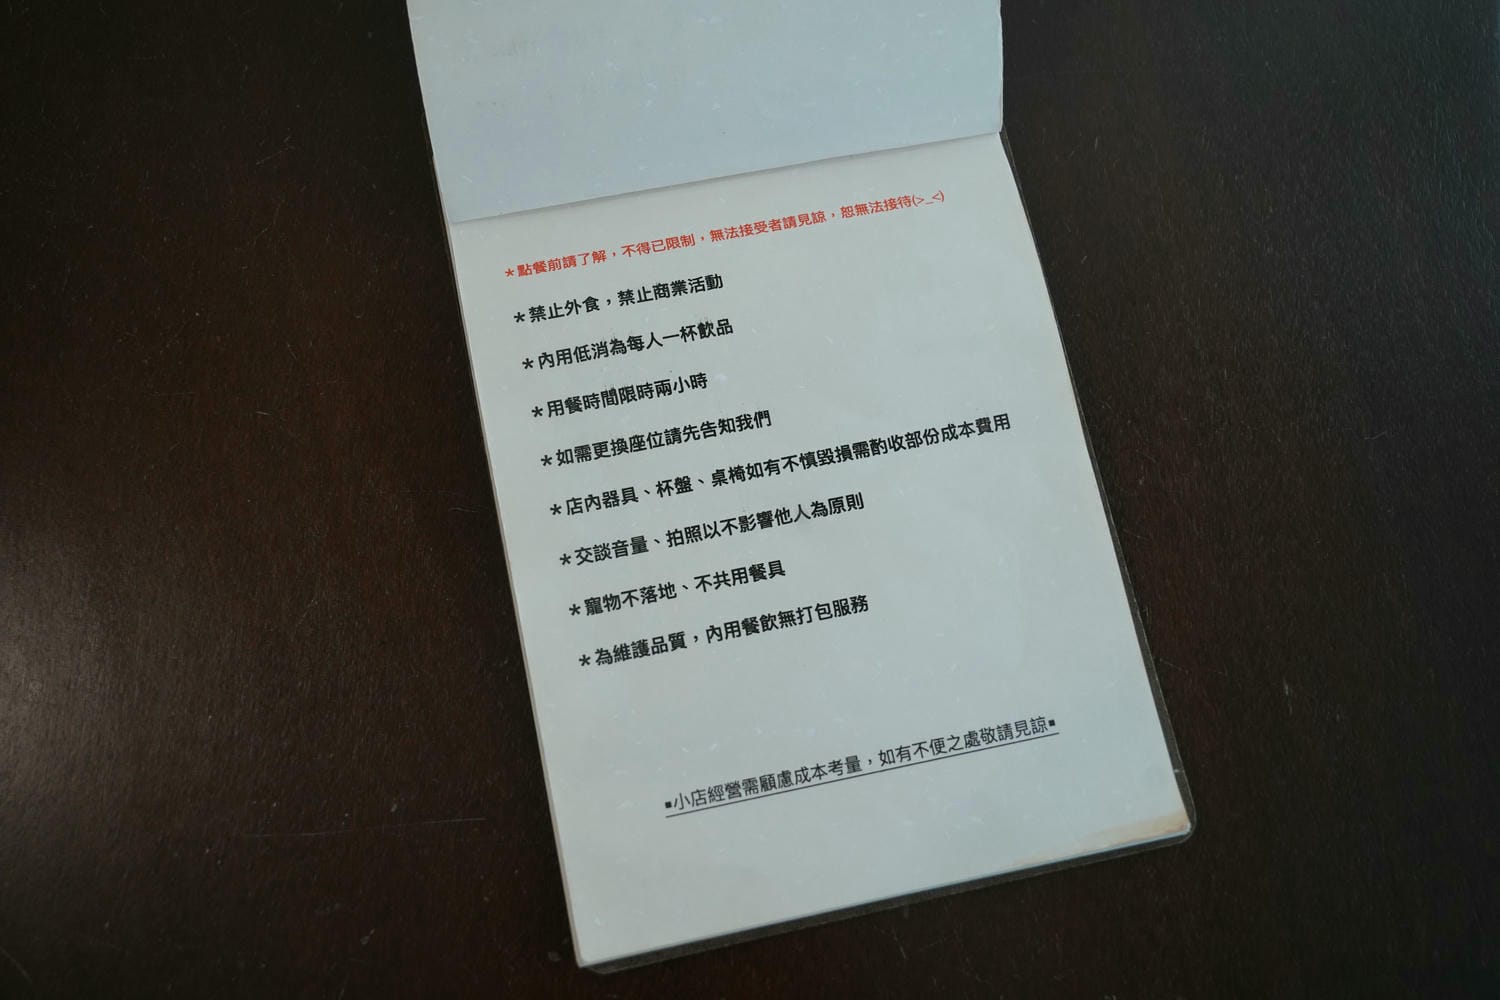 ＊點餐前請了解，不得已限制，無法接受者請見諒，恕無法接待(>_<)
＊禁止外食，禁止商業活動
＊內用低消為每人一杯飲品
＊用餐時間限時兩小時
＊如需更換座位請先告知我們
＊店內器具、杯盤、桌椅如有不慎毀損需酌收部份成本費用
＊交談音量、拍照以不影響他人為原則
＊寵物不落地、不共用餐具
＊為維護品質，內用餐飲無打包服務
▪小店經營需顧慮成本考量，如有不便之處敬請見諒▪